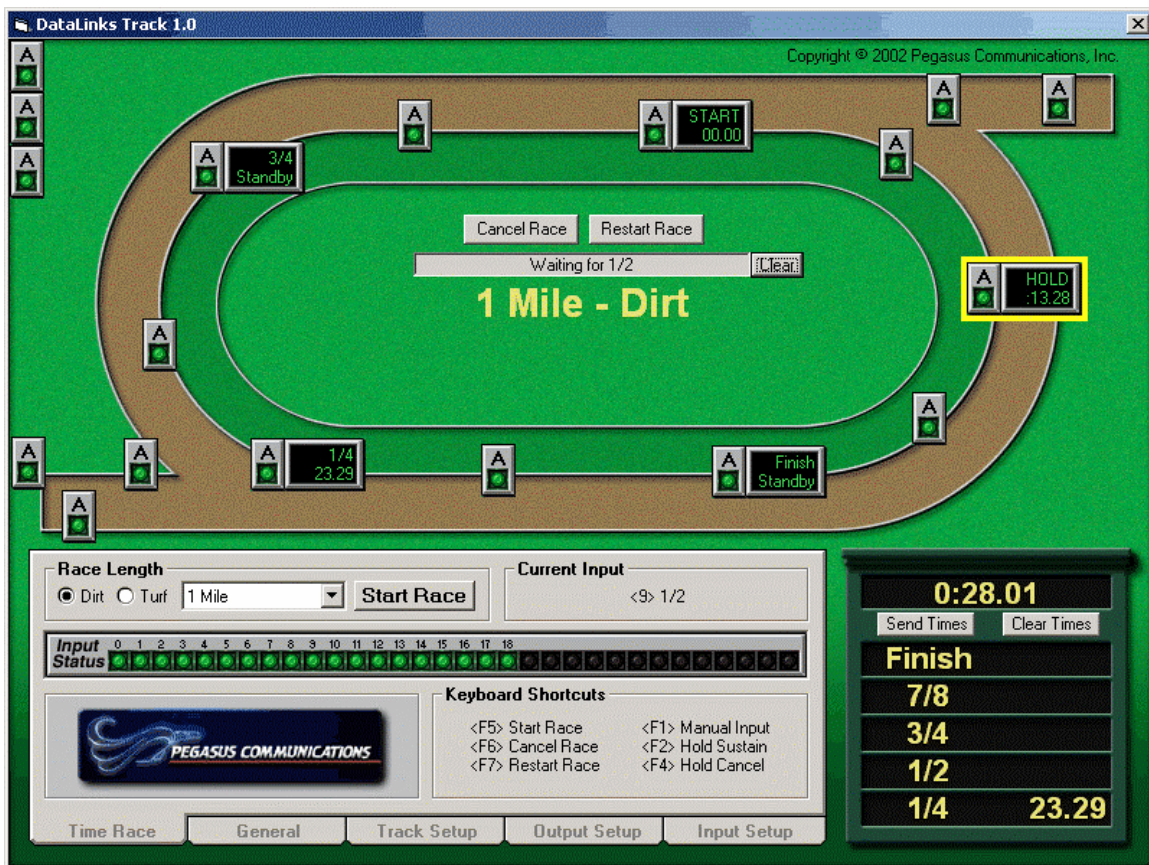 DataLinks Track 1.0
Copyright © 2002 Pegasus Communications, Inc.
A
A
A
A
A
START
00.00
A
A
A
A
3/4
Standby
Cancel Race
Restart Race
Waiting for 1/2
Clear
1 Mile - Dirt
A
HOLD
:13.28
A
A
A
A
A
1/4
23.29
A
A
Finish
Standby
A
Race Length
Dirt
Turf
1 Mile
Start Race
Current Input
<9> 1/2
Input Status
0 1 2 3 4 5 6 7 8 9 10 11 12 13 14 15 16 17 18
PEGASUS COMMUNICATIONS
Keyboard Shortcuts
<F5> Start Race
<F6> Cancel Race
<F7> Restart Race
<F1> Manual Input
<F2> Hold Sustain
<F4> Hold Cancel
Time Race
General
Track Setup
Output Setup
Input Setup
0:28.01
Send Times
Clear Times
Finish
7/8
3/4
1/2
1/4 23.29